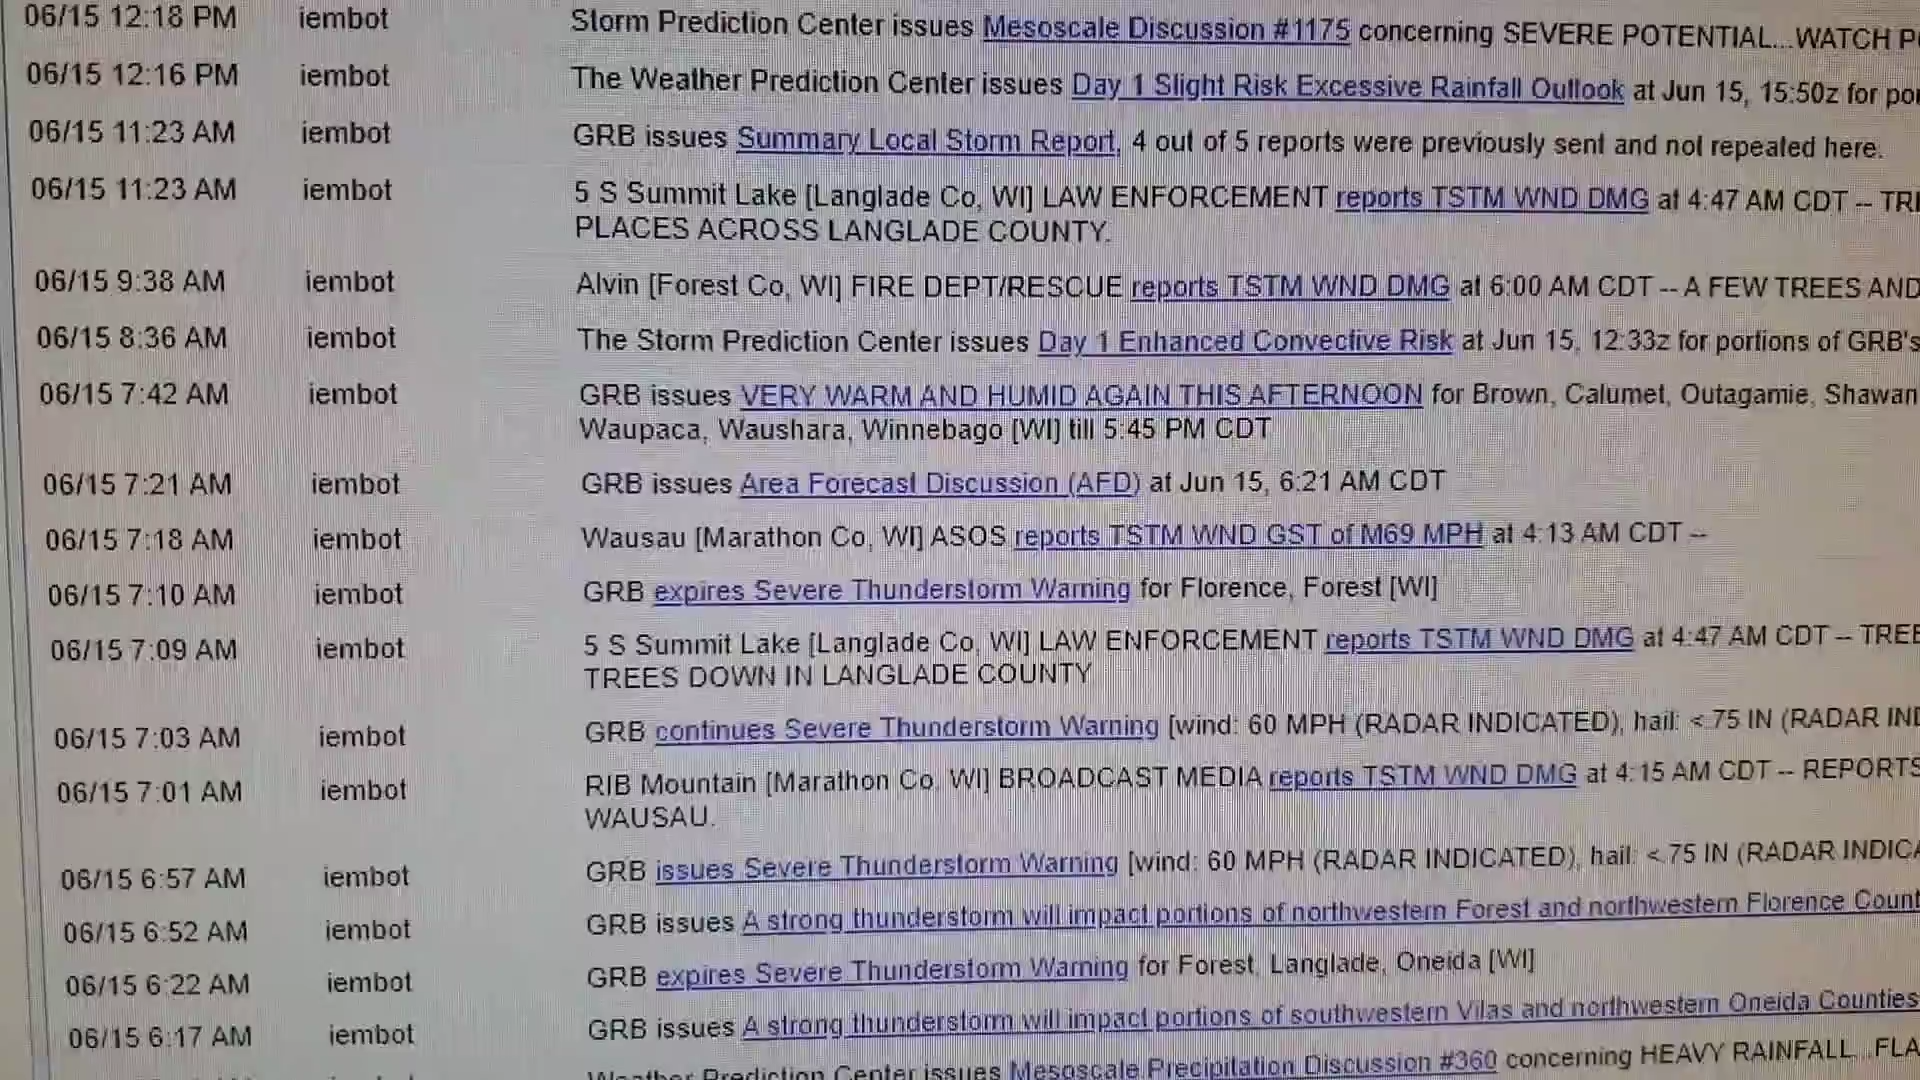 06/15 12:18 PM iembot Storm Prediction Center issues Mesoscale Discussion #1175 concerning SEVERE POTENTIAL...WATCH
06/15 12:16 PM iembot The Weather Prediction Center issues Day 1 Slight Risk Excessive Rainfall Outlook at Jun 15, 15:50z for
06/15 11:23 AM iembot GRB issues Summary Local Storm Report, 4 out of 5 reports were previously sent and not repeated here.
06/15 11:23 AM iembot 5 S Summit Lake [Langlade Co, WI] LAW ENFORCEMENT reports TSTM WND DMG at 4:47 AM CDT --
PLACES ACROSS LANGLADE COUNTY.
06/15 9:38 AM iembot Alvin [Forest Co, WI] FIRE DEPT/RESCUE reports TSTM WND DMG at 6:00 AM CDT -- A FEW TREES AND
06/15 8:36 AM iembot The Storm Prediction Center issues Day 1 Enhanced Convective Risk at Jun 15, 12:33z for portions of GRB's
06/15 7:42 AM iembot GRB issues VERY WARM AND HUMID AGAIN THIS AFTERNOON for Brown, Calumet, Outagamie, Shawan
Waupaca, Waushara, Winnebago [WI] till 5:45 PM CDT
06/15 7:21 AM iembot GRB issues Area Forecast Discussion (AFD) at Jun 15, 6:21 AM CDT
06/15 7:18 AM iembot Wausau [Marathon Co, WI] ASOS reports TSTM WND GST of M69 MPH at 4:13 AM CDT --
06/15 7:10 AM iembot GRB expires Severe Thunderstorm Warning for Florence, Forest [WI]
06/15 7:09 AM iembot 5 S Summit Lake [Langlade Co, WI] LAW ENFORCEMENT reports TSTM WND DMG at 4:47 AM CDT -- TREE
TREES DOWN IN LANGLADE COUNTY
06/15 7:03 AM iembot GRB continues Severe Thunderstorm Warning [wind: 60 MPH (RADAR INDICATED), hail: <.75 IN (RADAR IND
06/15 7:01 AM iembot RIB Mountain [Marathon Co, WI] BROADCAST MEDIA reports TSTM WND DMG at 4:15 AM CDT -- REPORTS
WAUSAU.
06/15 6:57 AM iembot GRB issues Severe Thunderstorm Warning [wind: 60 MPH (RADAR INDICATED), hail: <.75 IN (RADAR INDICA
06/15 6:52 AM iembot GRB issues A strong thunderstorm will impact portions of northwestern Forest and northwestern Florence Count
06/15 6:22 AM iembot GRB expires Severe Thunderstorm Warning for Forest, Langlade, Oneida [WI]
06/15 6:17 AM iembot GRB issues A strong thunderstorm will impact portions of southwestern Vilas and northwestern Oneida Counties
Weather Prediction Center issues Mesoscale Precipitation Discussion #360 concerning HEAVY RAINFALL...FLA